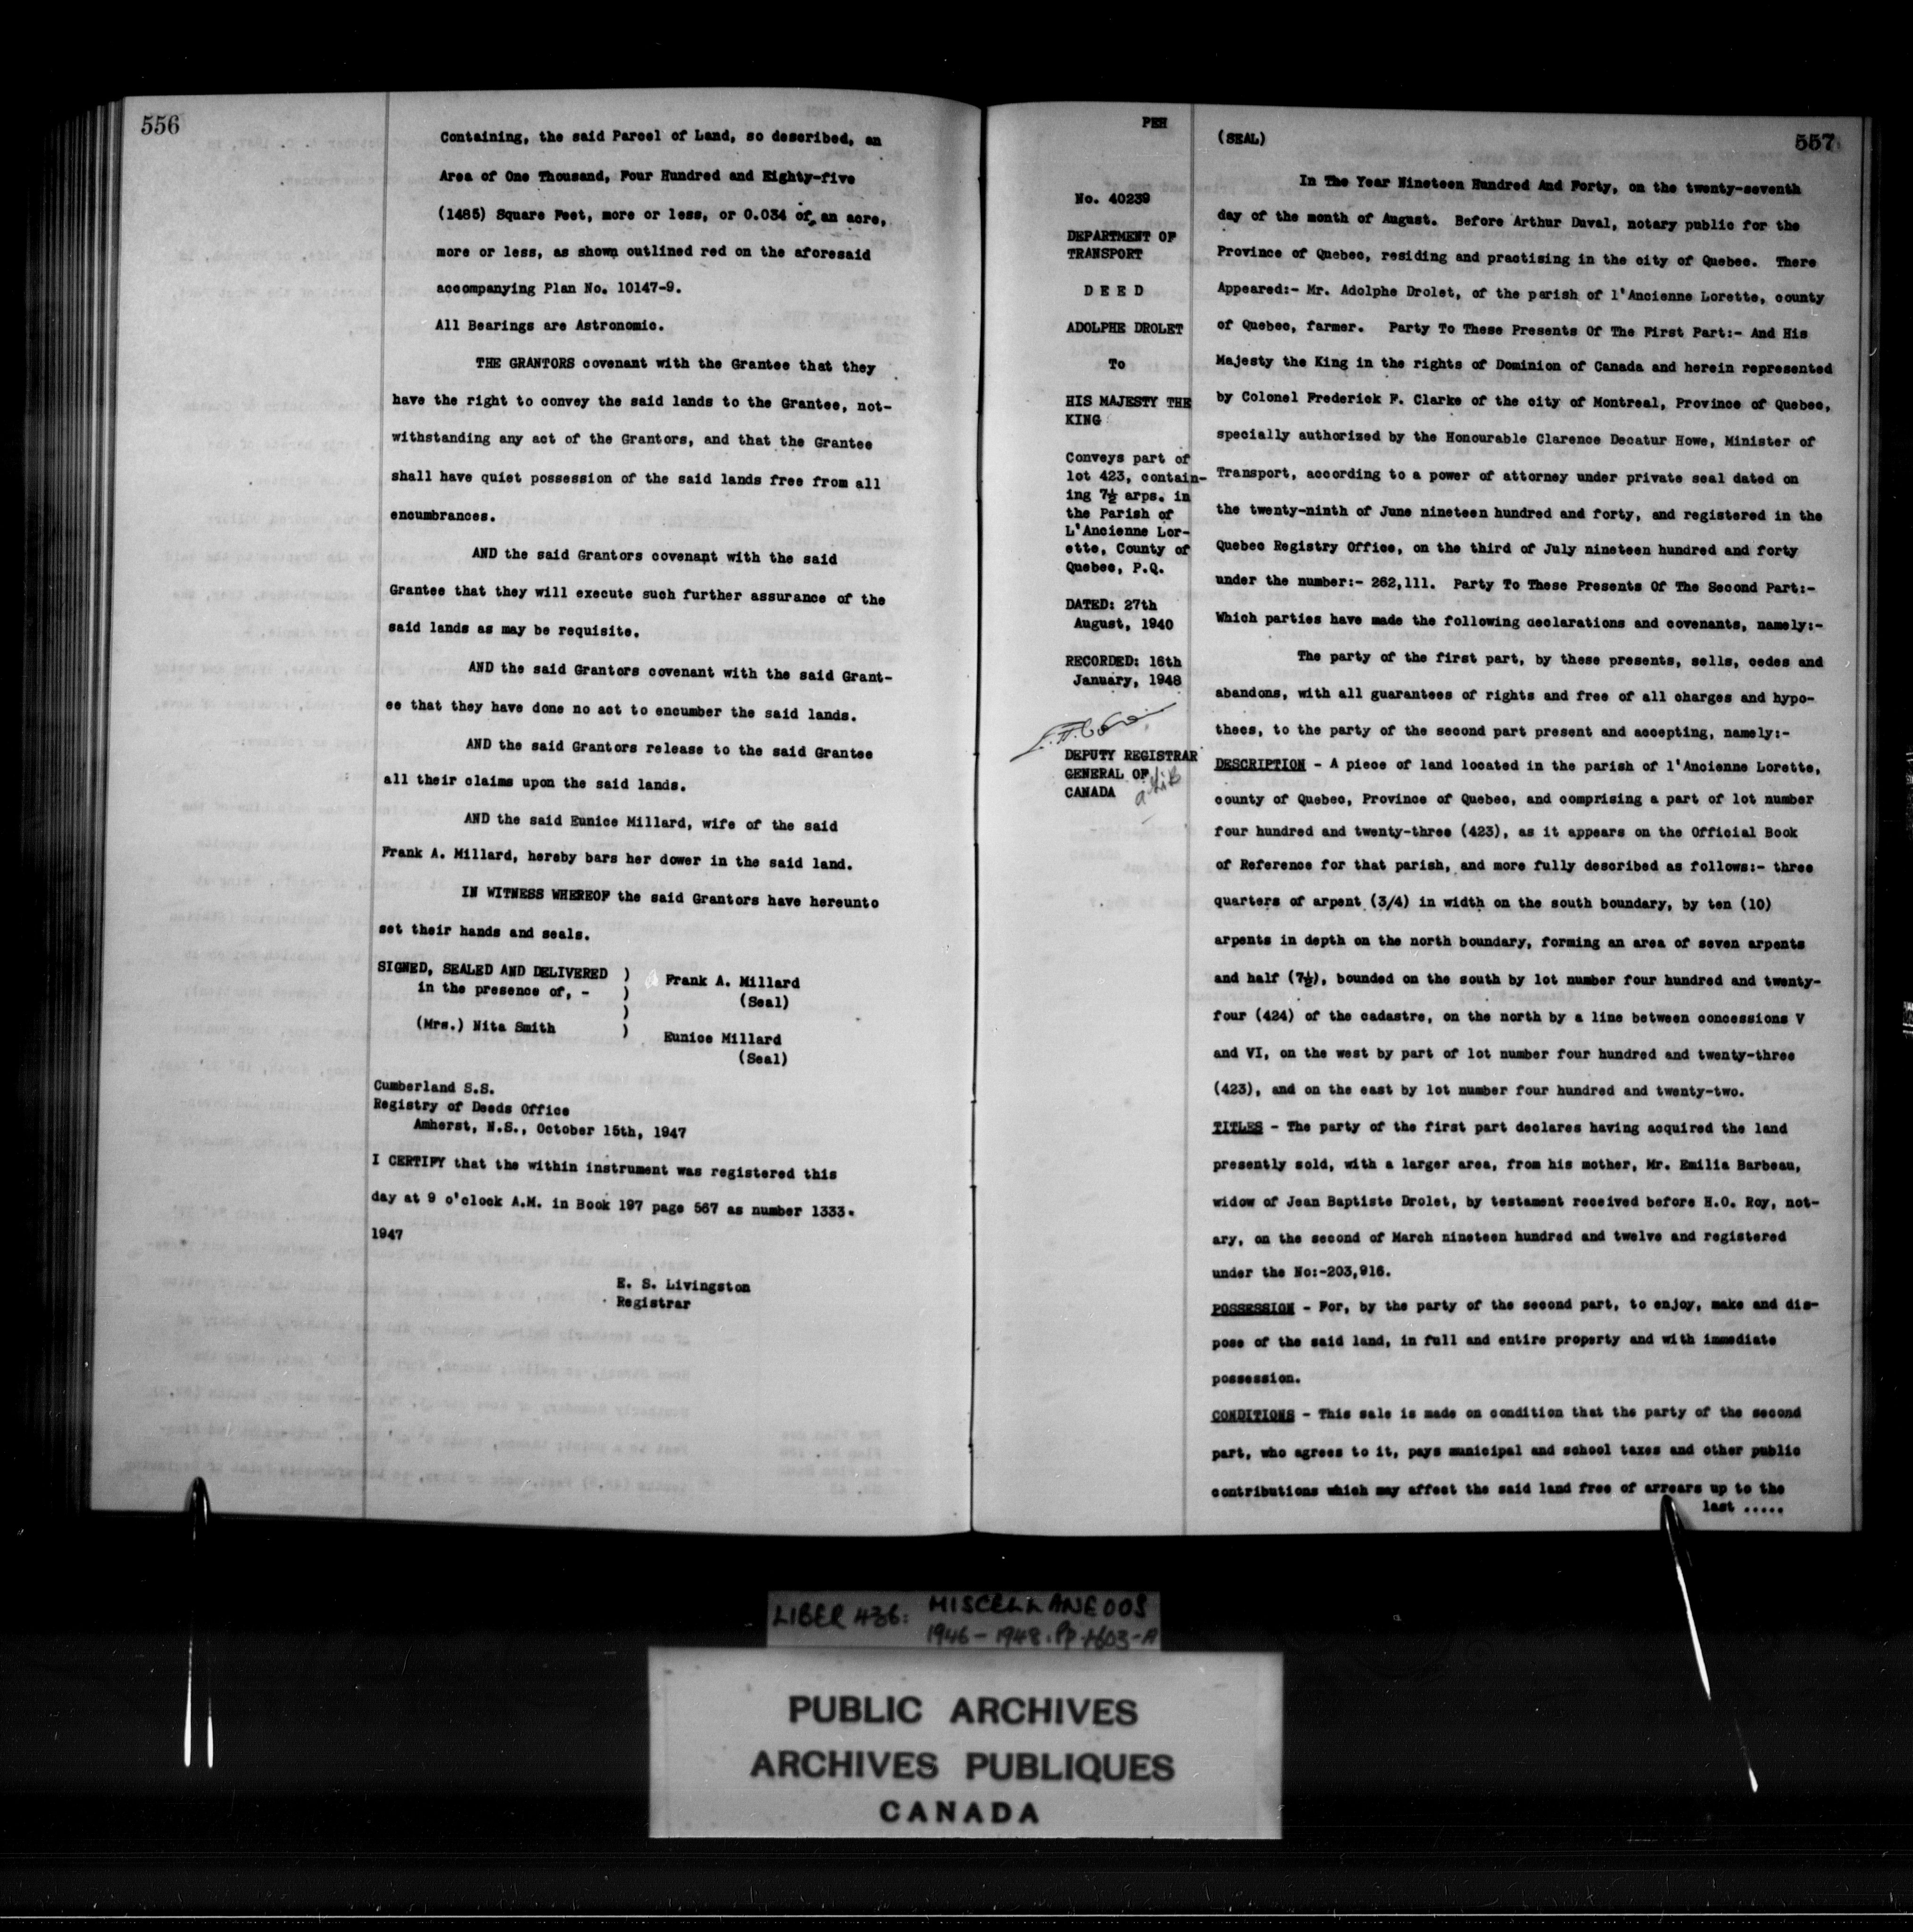 556
Containing, the said Parcel of Land, so described, an
Area of One Thousand, Four Hundred and Eighty-five
(1485) Square Feet, more or less, or 0.034 of an acre,
more or less, as shown outlined red on the aforesaid
accompanying Plan No. 10147-9.
All Bearings are Astronomic.
THE GRANTORS covenant with the Grantee that they
have the right to convey the said lands to the Grantee, not-
withstanding any act of the Grantors, and that the Grantee
shall have quiet possession of the said lands free from all
encumbrances.
AND the said Grantors covenant with the said
Grantee that they will execute such further assurance of the
said lands as may be requisite.
AND the said Grantors covenant with the said Grant-
ee that they have done no act to encumber the said lands.
AND the said Grantors release to the said Grantee
all their claims upon the said lands.
AND the said Eunice Millard, wife of the said
Frank A. Millard, hereby bars her dower in the said land.
IN WITNESS WHEREOF the said Grantors have hereunto
set their hands and seals.
SIGNED, SEALED AND DELIVERED )
in the presence of, - ) Frank A. Millard
) (Seal)
(Mrs.) Nita Smith ) Eunice Millard
(Seal)
Cumberland S.S.
Registry of Deeds Office
Amherst, N.S., October 15th, 1947
I CERTIFY that the within instrument was registered this
day at 9 o'clock A.M. in Book 197 page 567 as number 1333.
1947
E. S. Livingston
Registrar
PEH
No. 40239
DEPARTMENT OF
TRANSPORT
D E E D
ADOLPHE DROLET
To
HIS MAJESTY THE
KING
Conveys part of
lot 423, contain-
ing 7½ arps. in
the Parish of
L'Ancienne Lor-
ette, County of
Quebec, P.Q.
DATED: 27th
August, 1940
RECORDED: 16th
January, 1948
DEPUTY REGISTRAR
GENERAL OF
CANADA
(SEAL)
557
In The Year Nineteen Hundred And Forty, on the twenty-seventh
day of the month of August. Before Arthur Duval, notary public for the
Province of Quebec, residing and practising in the city of Quebec. There
Appeared:- Mr. Adolphe Drolet, of the parish of l'Ancienne Lorette, county
of Quebec, farmer. Party To These Presents Of The First Part:- And His
Majesty the King in the rights of Dominion of Canada and herein represented
by Colonel Frederick F. Clarke of the city of Montreal, Province of Quebec,
specially authorized by the Honourable Clarence Decatur Howe, Minister of
Transport, according to a power of attorney under private seal dated on
the twenty-ninth of June nineteen hundred and forty, and registered in the
Quebec Registry Office, on the third of July nineteen hundred and forty
under the number:- 262,111. Party To These Presents Of The Second Part:-
Which parties have made the following declarations and covenants, namely:-
The party of the first part, by these presents, sells, cedes and
abandons, with all guarantees of rights and free of all charges and hypo-
thecs, to the party of the second part present and accepting, namely:-
DESCRIPTION - A piece of land located in the parish of l'Ancienne Lorette,
county of Quebec, Province of Quebec, and comprising a part of lot number
four hundred and twenty-three (423), as it appears on the Official Book
of Reference for that parish, and more fully described as follows:- three
quarters of arpent (3/4) in width on the south boundary, by ten (10)
arpents in depth on the north boundary, forming an area of seven arpents
and half (7½), bounded on the south by lot number four hundred and twenty-
four (424) of the cadastre, on the north by a line between concessions V
and VI, on the west by part of lot number four hundred and twenty-three
(423), and on the east by lot number four hundred and twenty-two.
TITLES - The party of the first part declares having acquired the land
presently sold, with a larger area, from his mother, Mr. Emilia Barbeau,
widow of Jean Baptiste Drolet, by testament received before H.O. Roy, not-
ary, on the second of March nineteen hundred and twelve and registered
under the No:-203,916.
POSSESSION - For, by the party of the second part, to enjoy, make and dis-
pose of the said land, in full and entire property and with immediate
possession.
CONDITIONS - This sale is made on condition that the party of the second
part, who agrees to it, pays municipal and school taxes and other public
contributions which may affect the said land free of arrears up to the
last .....
LIBER 436: MISCELLANEOUS
1946-1948.
PUBLIC ARCHIVES
ARCHIVES PUBLIQUES
CANADA